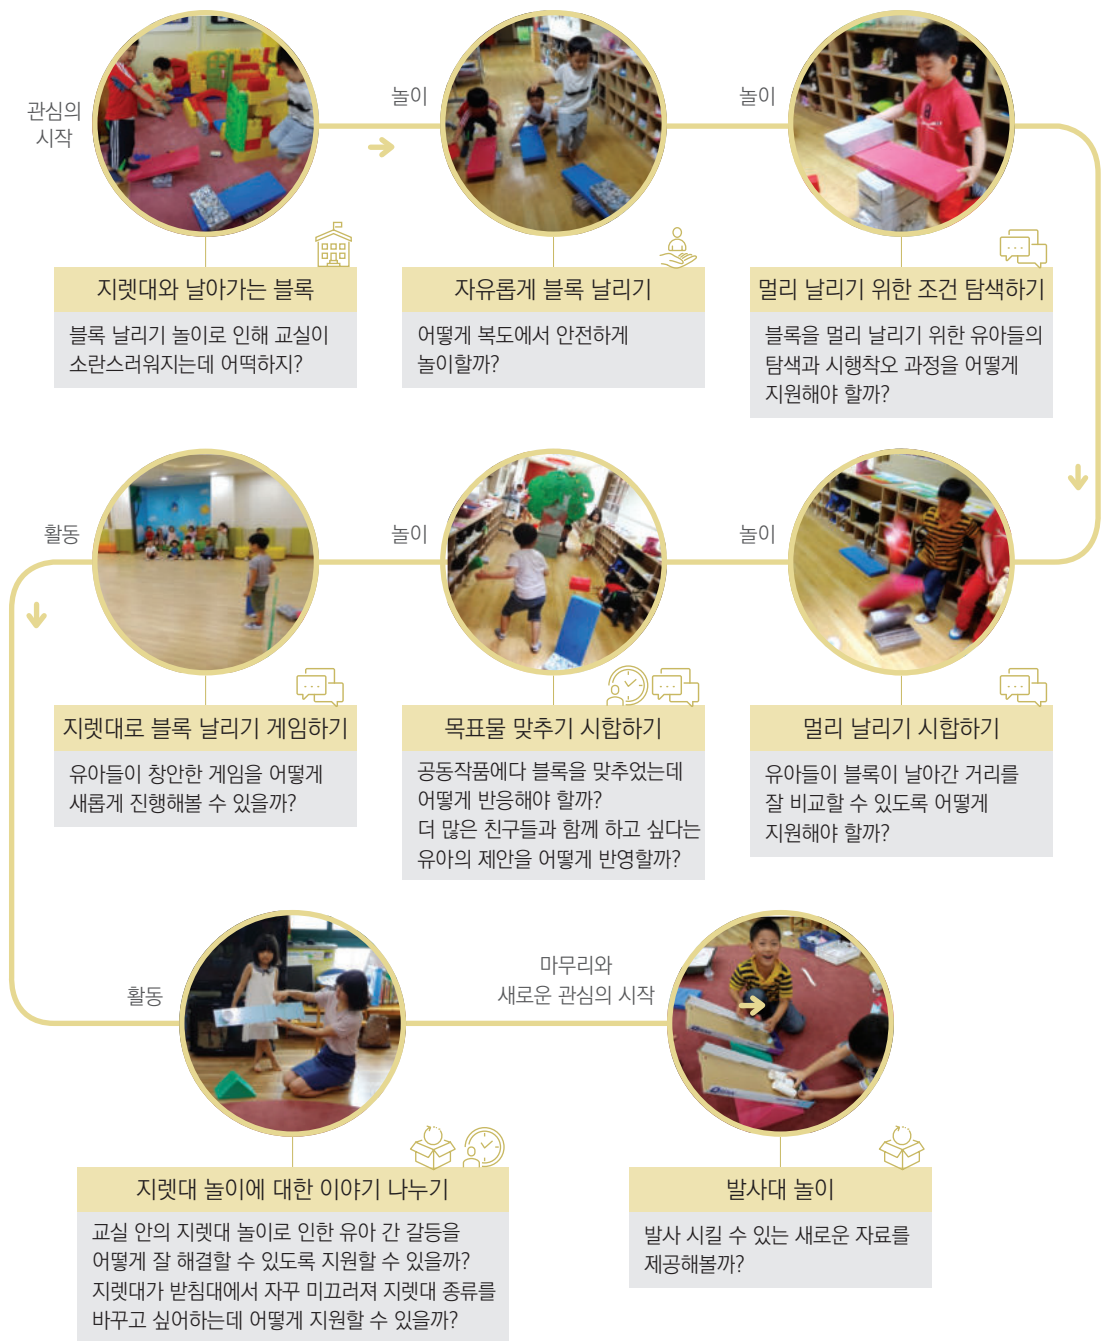 관심의
시작
지렛대와 날아가는 블록
블록 날리기 놀이로 인해 교실이
소란스러워지는데 어떡하지?
놀이
자유롭게 블록 날리기
어떻게 복도에서 안전하게
놀이할까?
놀이
멀리 날리기 위한 조건 탐색하기
블록을 멀리 날리기 위한 유아들의
탐색과 시행착오 과정을 어떻게
지원해야 할까?
놀이
멀리 날리기 시합하기
유아들이 블록이 날아간 거리를
잘 비교할 수 있도록 어떻게
지원해야 할까?
놀이
목표물 맞추기 시합하기
공동작품에다 블록을 맞추었는데
어떻게 반응해야 할까?
더 많은 친구들과 함께 하고 싶다는
유아의 제안을 어떻게 반영할까?
활동
지렛대로 블록 날리기 게임하기
유아들이 창안한 게임을 어떻게
새롭게 진행해볼 수 있을까?
활동
지렛대 놀이에 대한 이야기 나누기
교실 안의 지렛대 놀이로 인한 유아 간 갈등을
어떻게 잘 해결할 수 있도록 지원할 수 있을까?
지렛대가 받침대에서 자꾸 미끄러져 지렛대 종류를
바꾸고 싶어하는데 어떻게 지원할 수 있을까?
마무리와
새로운 관심의 시작
발사대 놀이
발사 시킬 수 있는 새로운 자료를
제공해볼까?